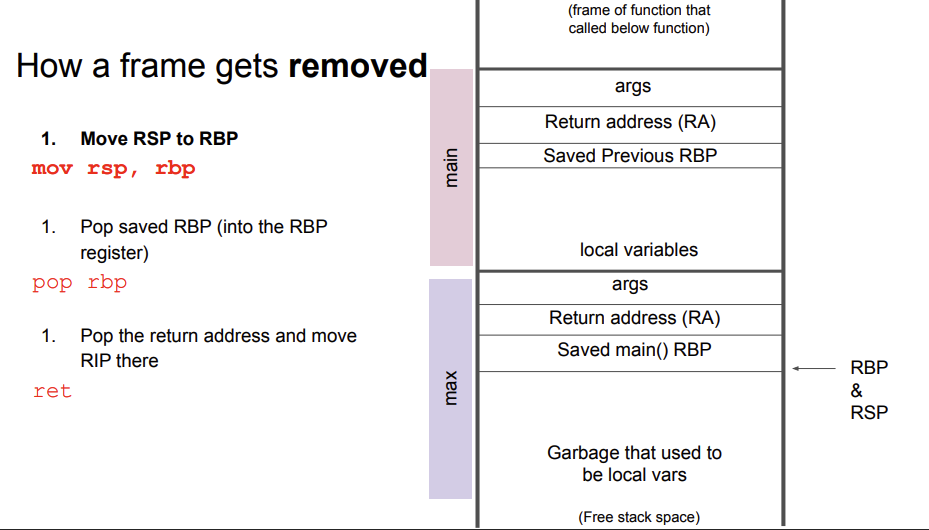 How a frame gets removed
1. Move RSP to RBP
mov rsp, rbp
1. Pop saved RBP (into the RBP
register)
pop rbp
1. Pop the return address and move
RIP there
ret
main
max
(frame of function that
called below function)
args
Return address (RA)
Saved Previous RBP
local variables
args
Return address (RA)
Saved main() RBP
Garbage that used to
be local vars
(Free stack space)
RBP
&
RSP